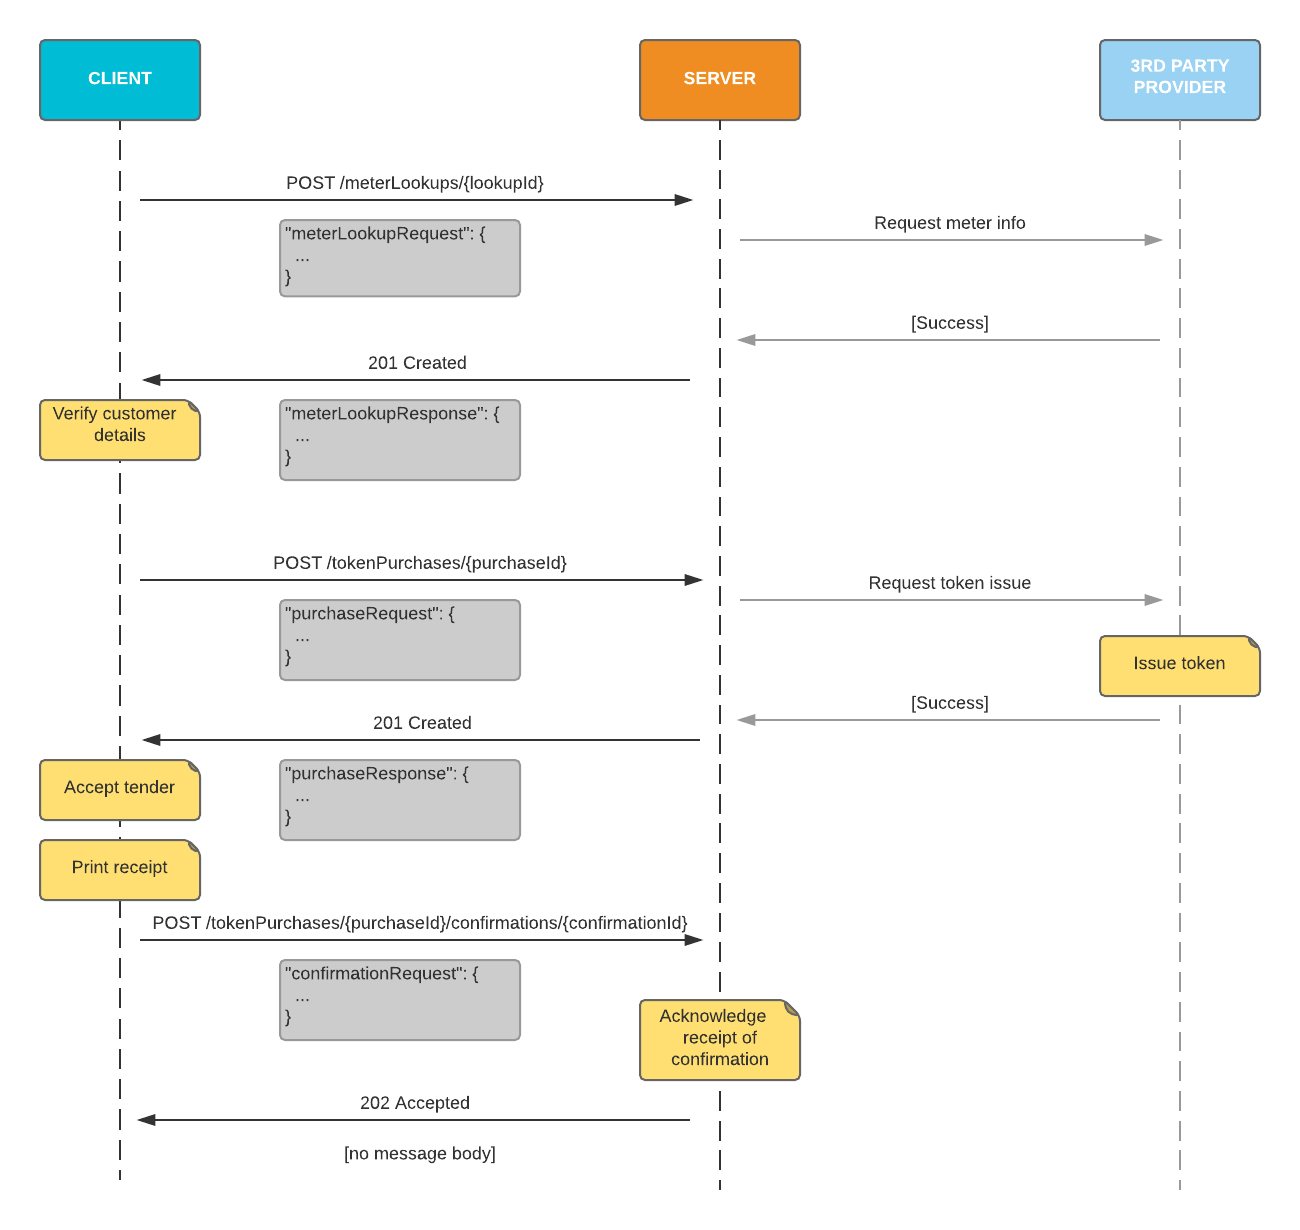 CLIENT
SERVER
3RD PARTY
PROVIDER
POST /meterLookups/{lookupId}
Request meter info
"meterLookupRequest": {
...
}
[Success]
201 Created
Verify customer
details
"meterLookupResponse": {
...
}
POST /tokenPurchases/{purchaseId}
Request token issue
"purchaseRequest": {
...
}
Issue token
[Success]
201 Created
Accept tender
"purchaseResponse": {
...
}
Print receipt
POST /tokenPurchases/{purchaseId}/confirmations/{confirmationId}
"confirmationRequest": {
...
}
Acknowledge
receipt of
confirmation
202 Accepted
[no message body]